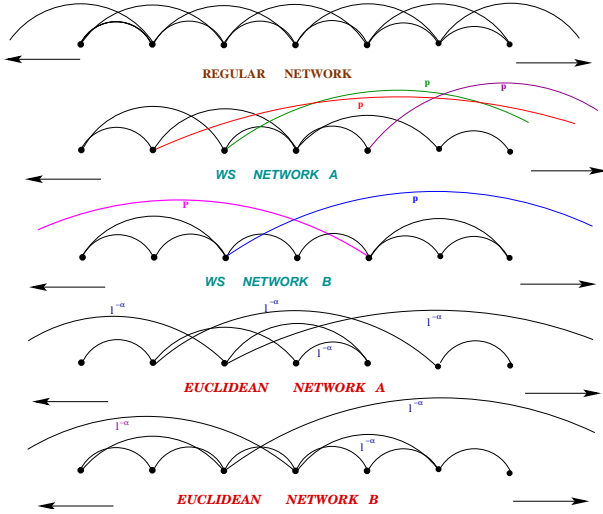 REGULAR NETWORK
p
p
p
WS NETWORK A
p
p
WS NETWORK B
l^{-α}
l^{-α}
l^{-α}
l^{-α}
EUCLIDEAN NETWORK A
l^{-α}
l^{-α}
l^{-α}
EUCLIDEAN NETWORK B